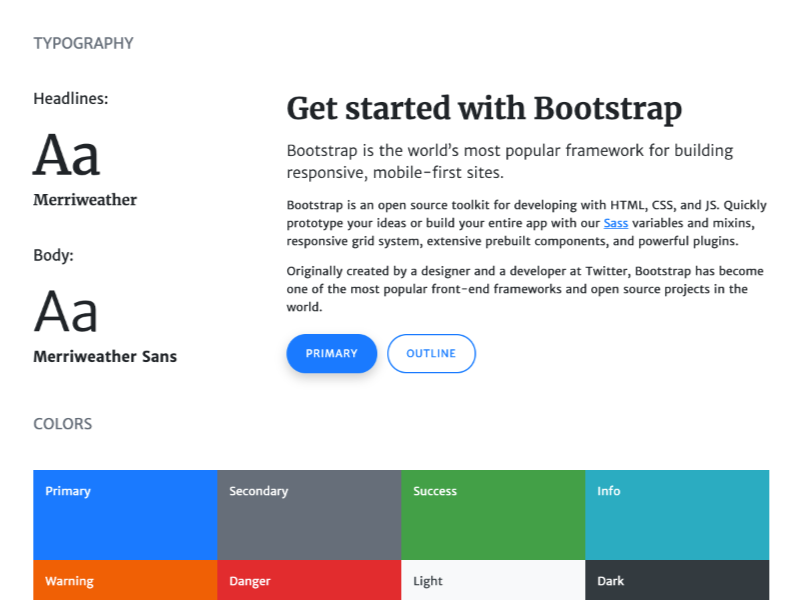 TYPOGRAPHY
Headlines:
Aa
Merriweather
Body:
Aa
Merriweather Sans
Get started with Bootstrap
Bootstrap is the world’s most popular framework for building
responsive, mobile-first sites.
Bootstrap is an open source toolkit for developing with HTML, CSS, and JS. Quickly
prototype your ideas or build your entire app with our Sass variables and mixins,
responsive grid system, extensive prebuilt components, and powerful plugins.
Originally created by a designer and a developer at Twitter, Bootstrap has become
one of the most popular front-end frameworks and open source projects in the
world.
PRIMARY
OUTLINE
COLORS
Primary
Secondary
Success
Info
Warning
Danger
Light
Dark